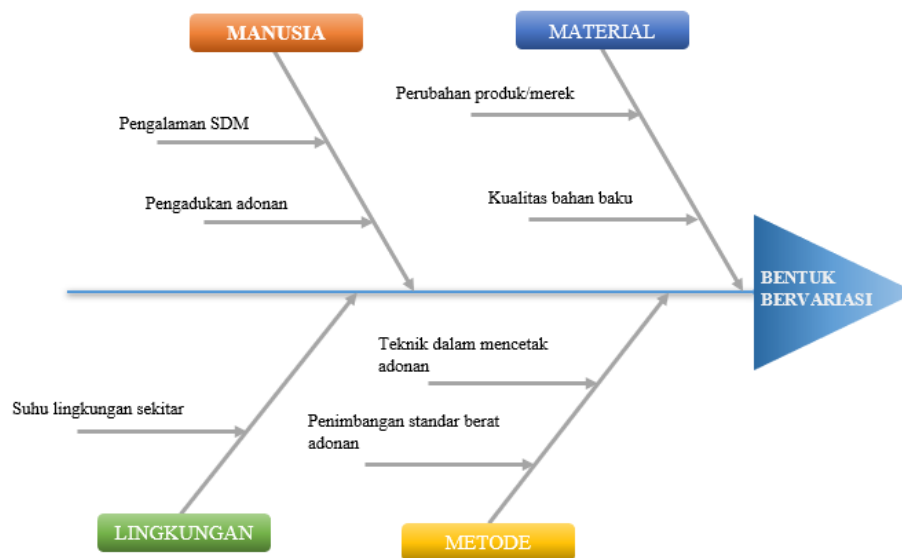 MANUSIA
MATERIAL
Perubahan produk/merek
Pengalaman SDM
Pengadukan adonan
Kualitas bahan baku
BENTUK
BERVARIASI
Teknik dalam mencetak
adonan
Suhu lingkungan sekitar
Penimbangan standar berat
adonan
LINGKUNGAN
METODE